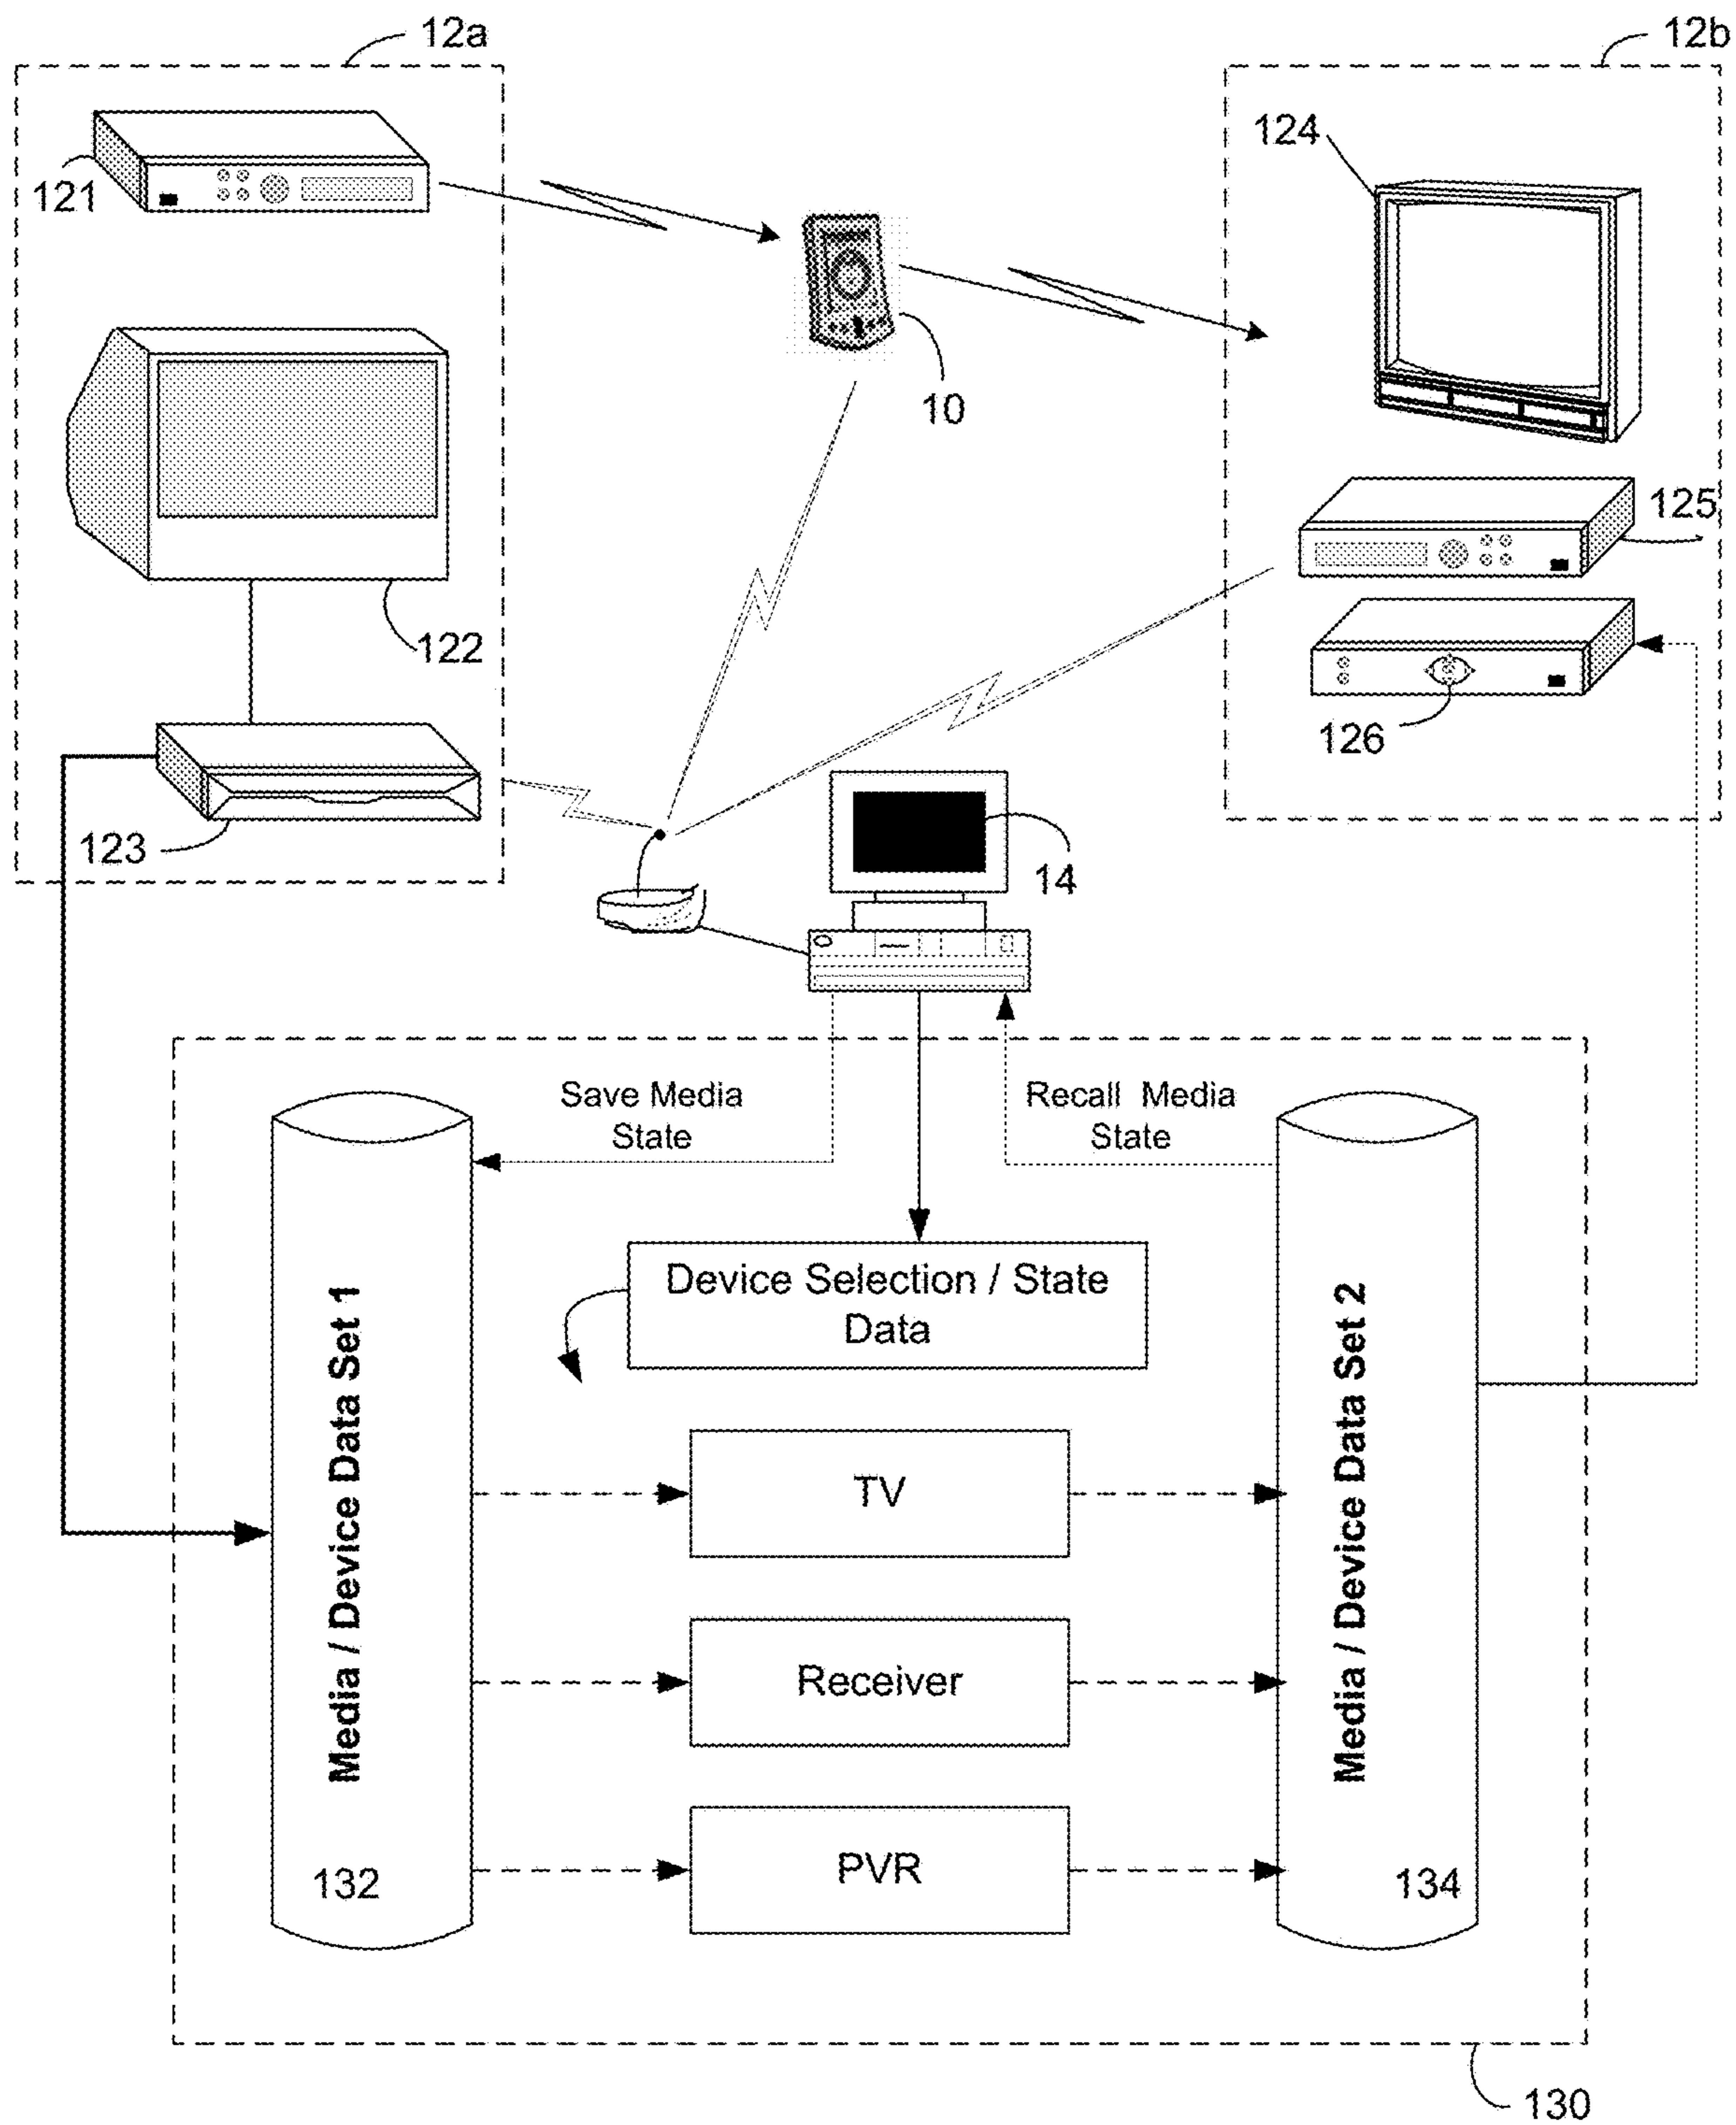 12a
12b
121
124
10
125
122
126
123
14
Save Media
State
Recall Media
State
Device Selection / State
Data
Media / Device Data Set 1
Media / Device Data Set 2
TV
Receiver
PVR
132
134
130